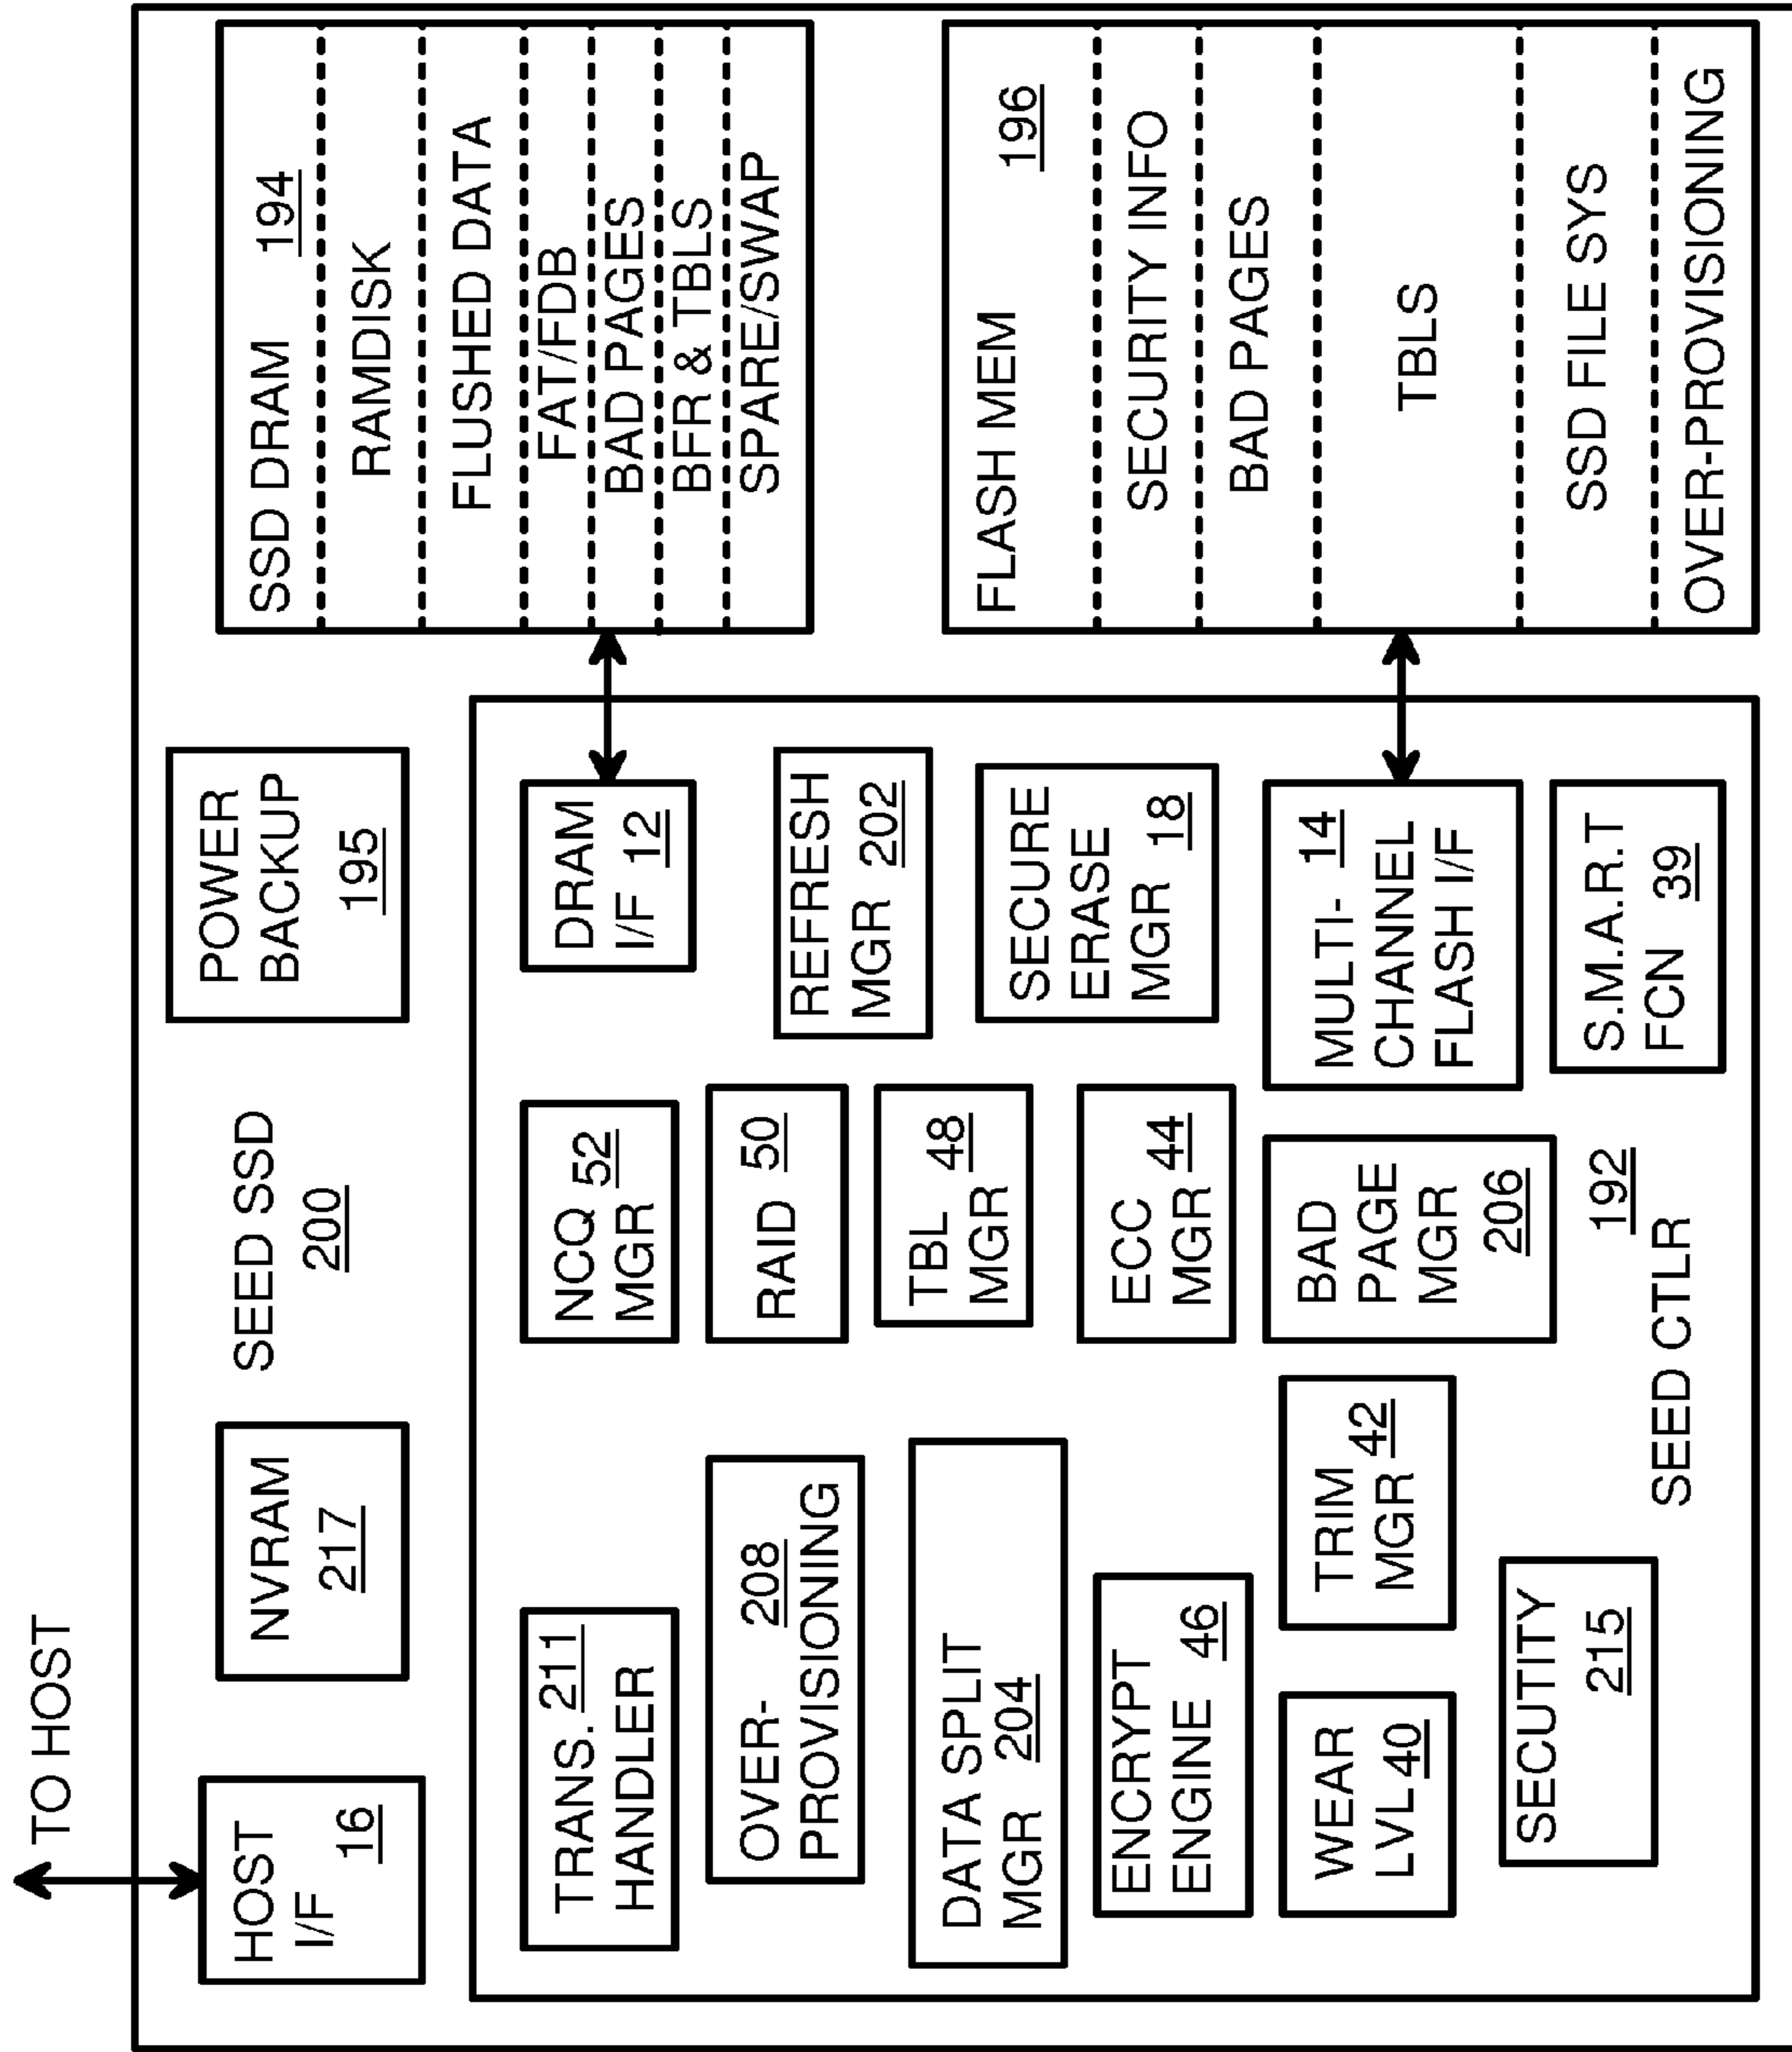 TO HOST
HOST
I/F 16
NVRAM
217
SEED SSD
200
POWER
BACKUP
195
TRANS. 211
HANDLER
OVER-
208
PROVISIONING
DATA SPLIT
MGR 204
ENCRYPT
ENGINE 46
WEAR
LVL 40
TRIM
MGR 42
SECUTITY
215
NCQ
MGR 52
RAID 50
TBL
MGR 48
ECC
MGR 44
BAD
PAGE
MGR
206
192
SEED CTLR
DRAM
I/F 12
REFRESH
MGR 202
SECURE
ERASE
MGR 18
MULTI- 14
CHANNEL
FLASH I/F
S.M.A.R.T
FCN 39
SSD DRAM 194
RAMDISK
FLUSHED DATA
FAT/FDB
BAD PAGES
BFR & TBLS
SPARE/SWAP
FLASH MEM
196
SECURITY INFO
BAD PAGES
TBLS
SSD FILE SYS
OVER-PROVISIONING